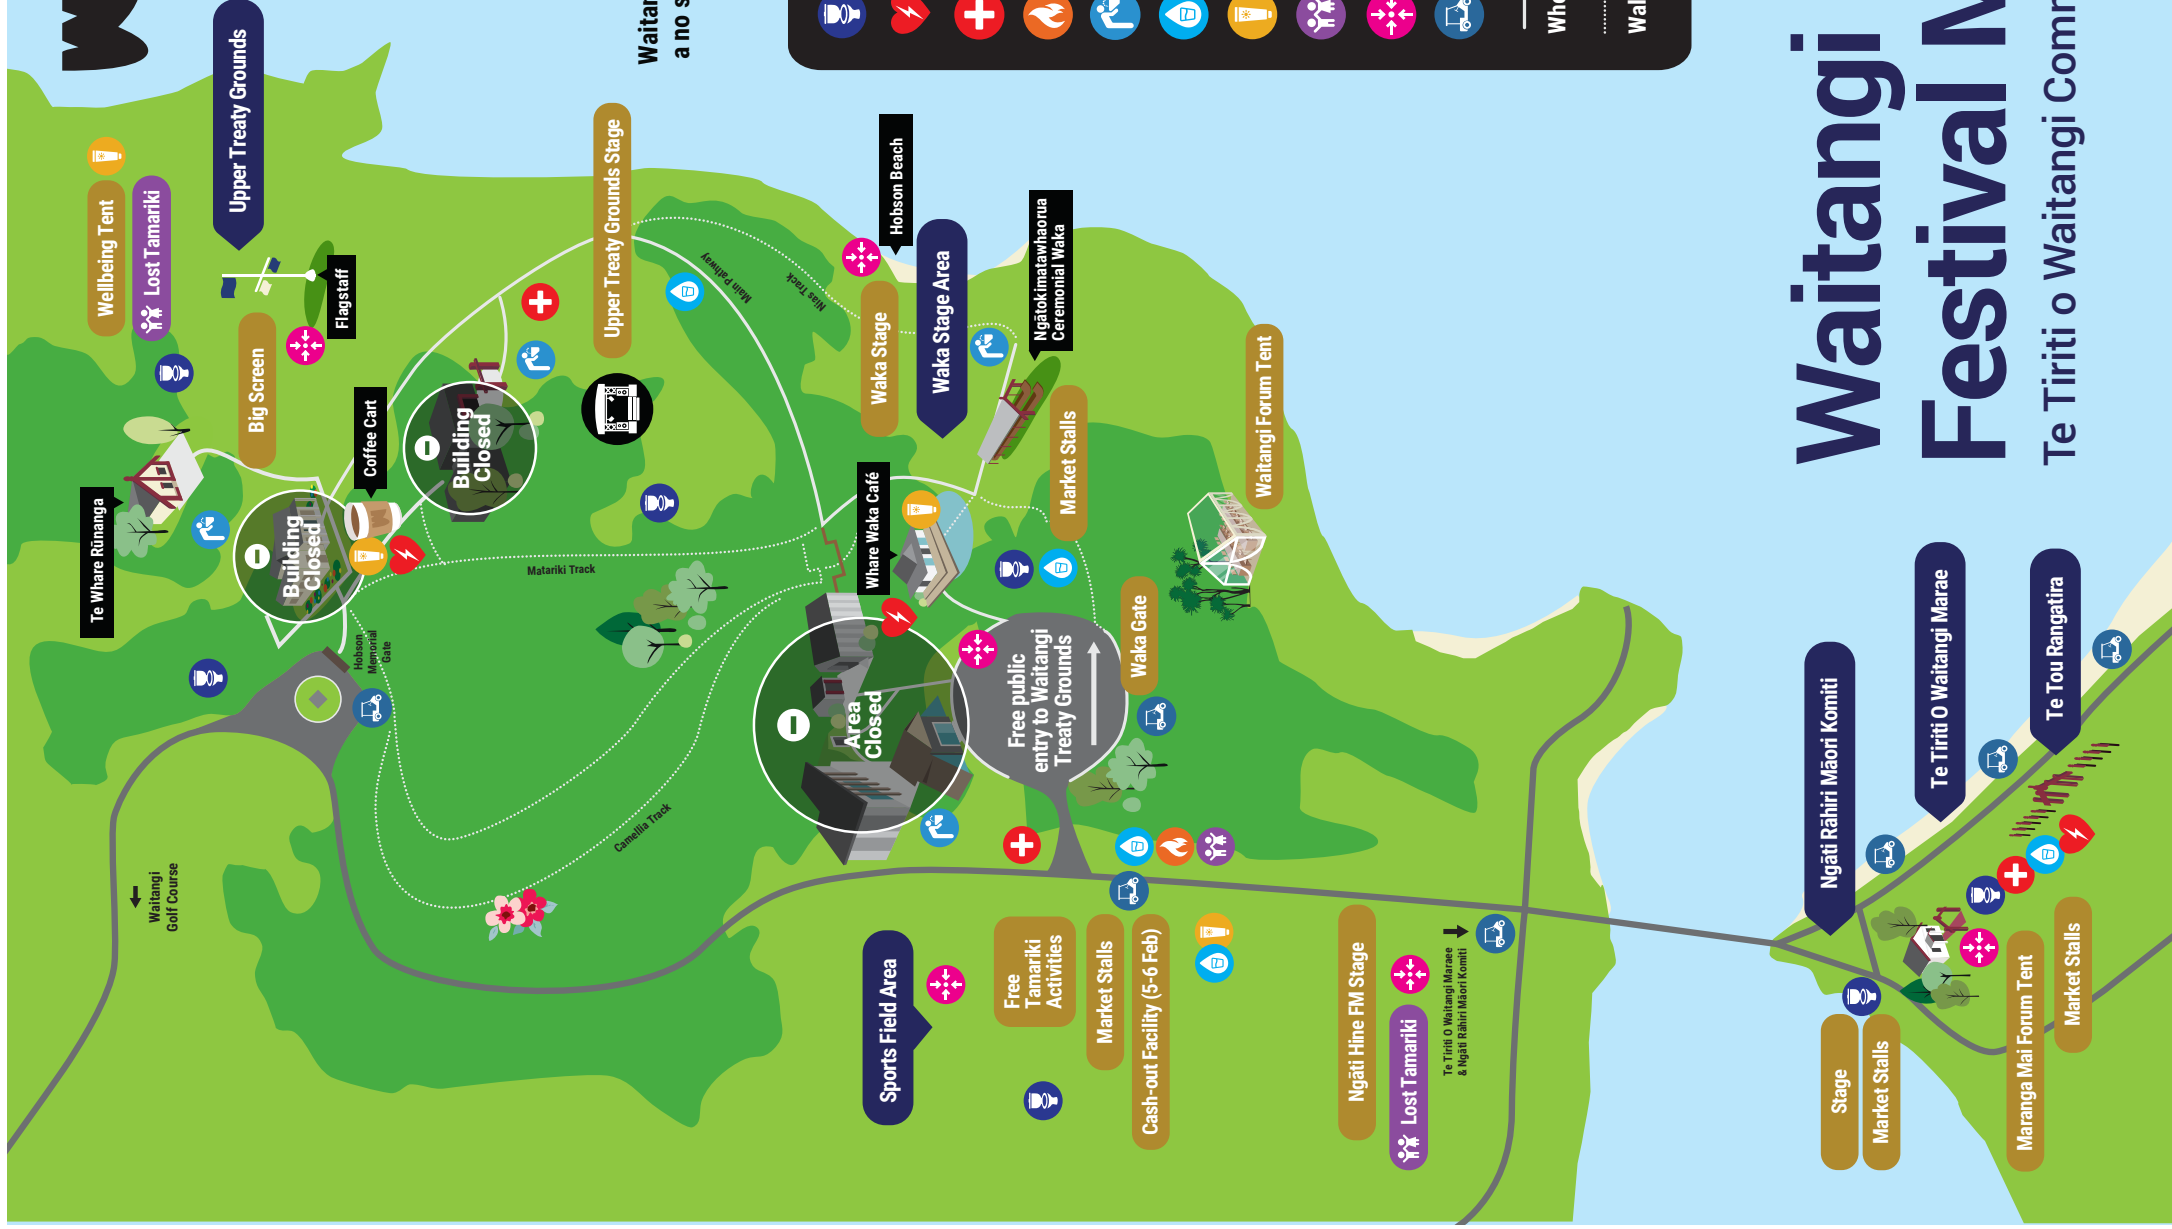 Upper Treaty Grounds
Wellbeing Tent
Lost Tamariki
Flagstaff
Big Screen
Te Whare Rūnanga
Building
Closed
Coffee Cart
Building
Closed
Upper Treaty Grounds Stage
Hobson
Memorial
Gate
Matariki Track
Main Pathway
Nias Track
Camellia Track
Waitangi
Golf Course
Hobson Beach
Waka Stage
Waka Stage Area
Ngātokimatawhaorua
Ceremonial Waka
Market Stalls
Whare Waka Café
Area
Closed
Free public
entry to Waitangi
Treaty Grounds
Waka Gate
Waitangi Forum Tent
Sports Field Area
Free
Tamariki
Activities
Market Stalls
Cash-out Facility (5-6 Feb)
Ngāti Hine FM Stage
Lost Tamariki
Te Tiriti O Waitangi Maraee
& Ngāti Rāhiri Māori Komiti
Ngāti Rāhiri Māori Komiti
Te Tiriti O Waitangi Marae
Te Tou Rangatira
Stage
Market Stalls
Maranga Mai Forum Tent
Market Stalls
a no
Waitangi
Festival
Te Tiriti o Waitangi